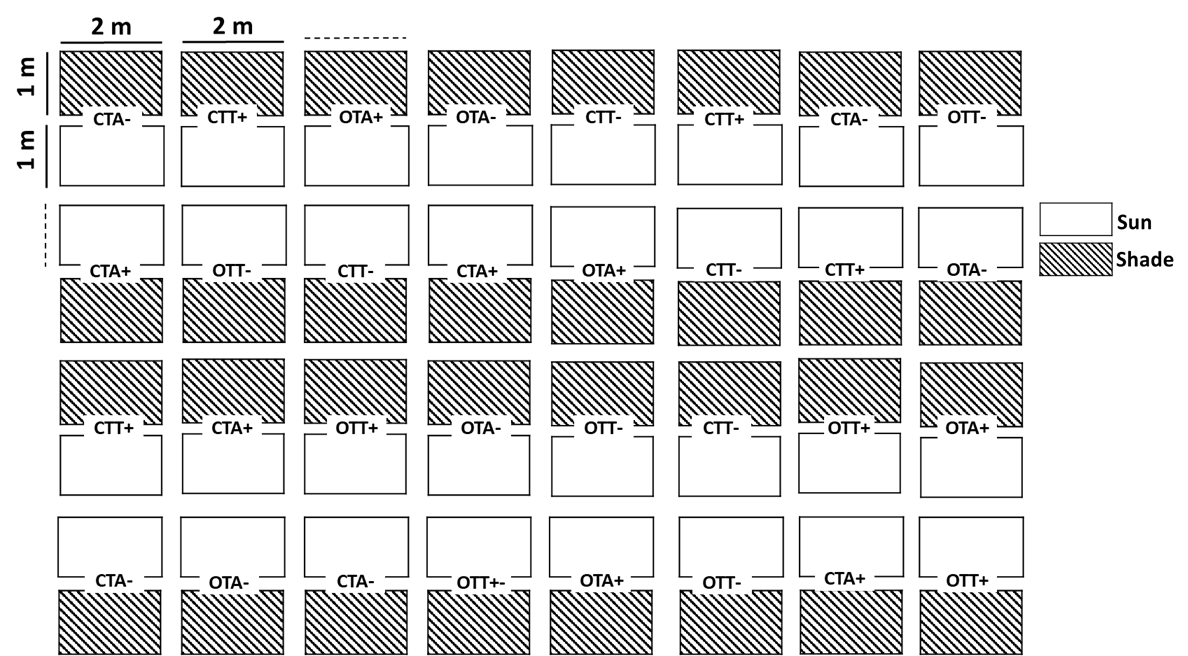 2 m 2 m
1 m
CTA- CTT+ OTA+ OTA- CTT- CTT+ CTA- OTT-
1 m
Sun
Shade
CTA+ OTT- CTT- CTA+ OTA+ CTT- CTT+ OTA-
CTT+ CTA+ OTT+ OTA- OTT- CTT- OTT+ OTA+
CTA- OTA- CTA- OTT+- OTA+ OTT- CTA+ OTT+